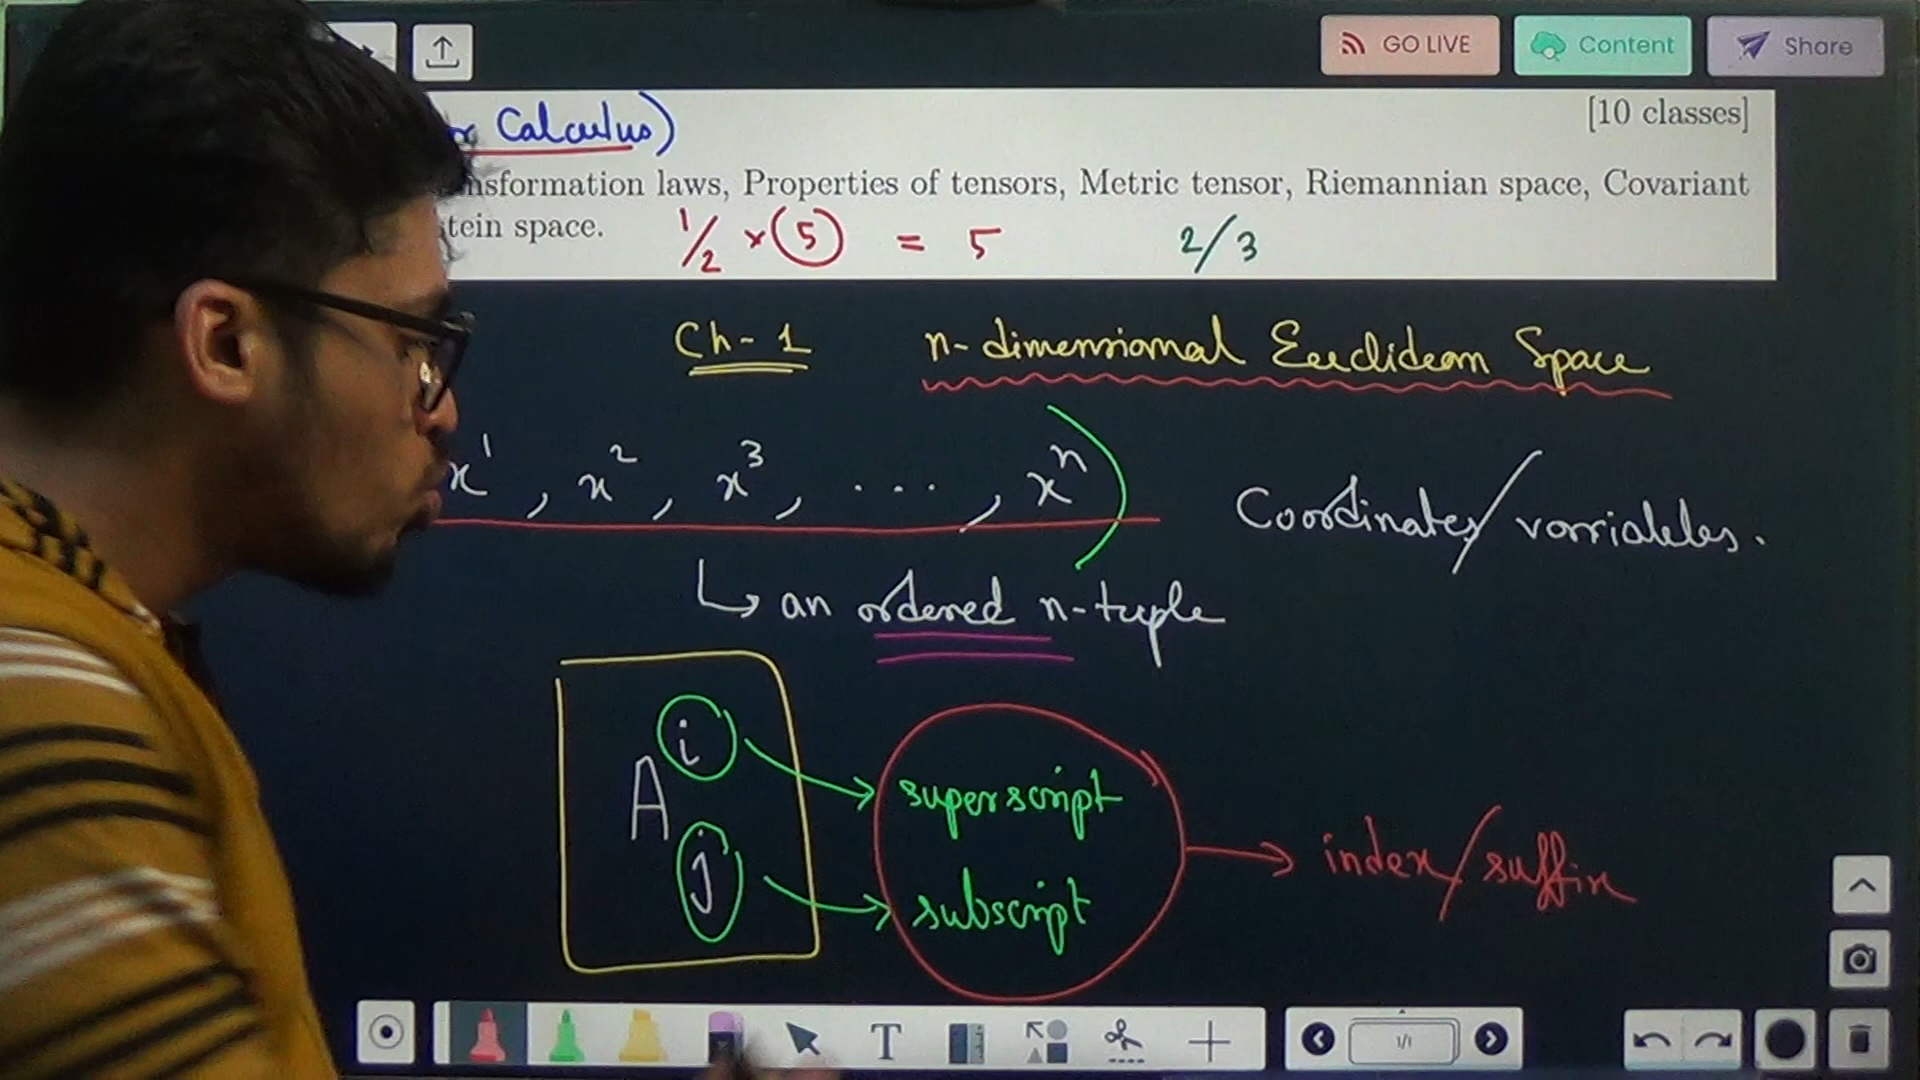 GO LIVE Content Share
Calculus) [10 classes]
nsformation laws, Properties of tensors, Metric tensor, Riemannian space, Covariant
tein space. 1/2 × 5 = 5 2/3
Ch-1 n-dimensional Euclidean Space
x¹, x², x³, ..., xⁿ) Coordinates/variables.
↳ an ordered n-tuple
A i j
superscript
subscript
→ index/suffix
T 1/1